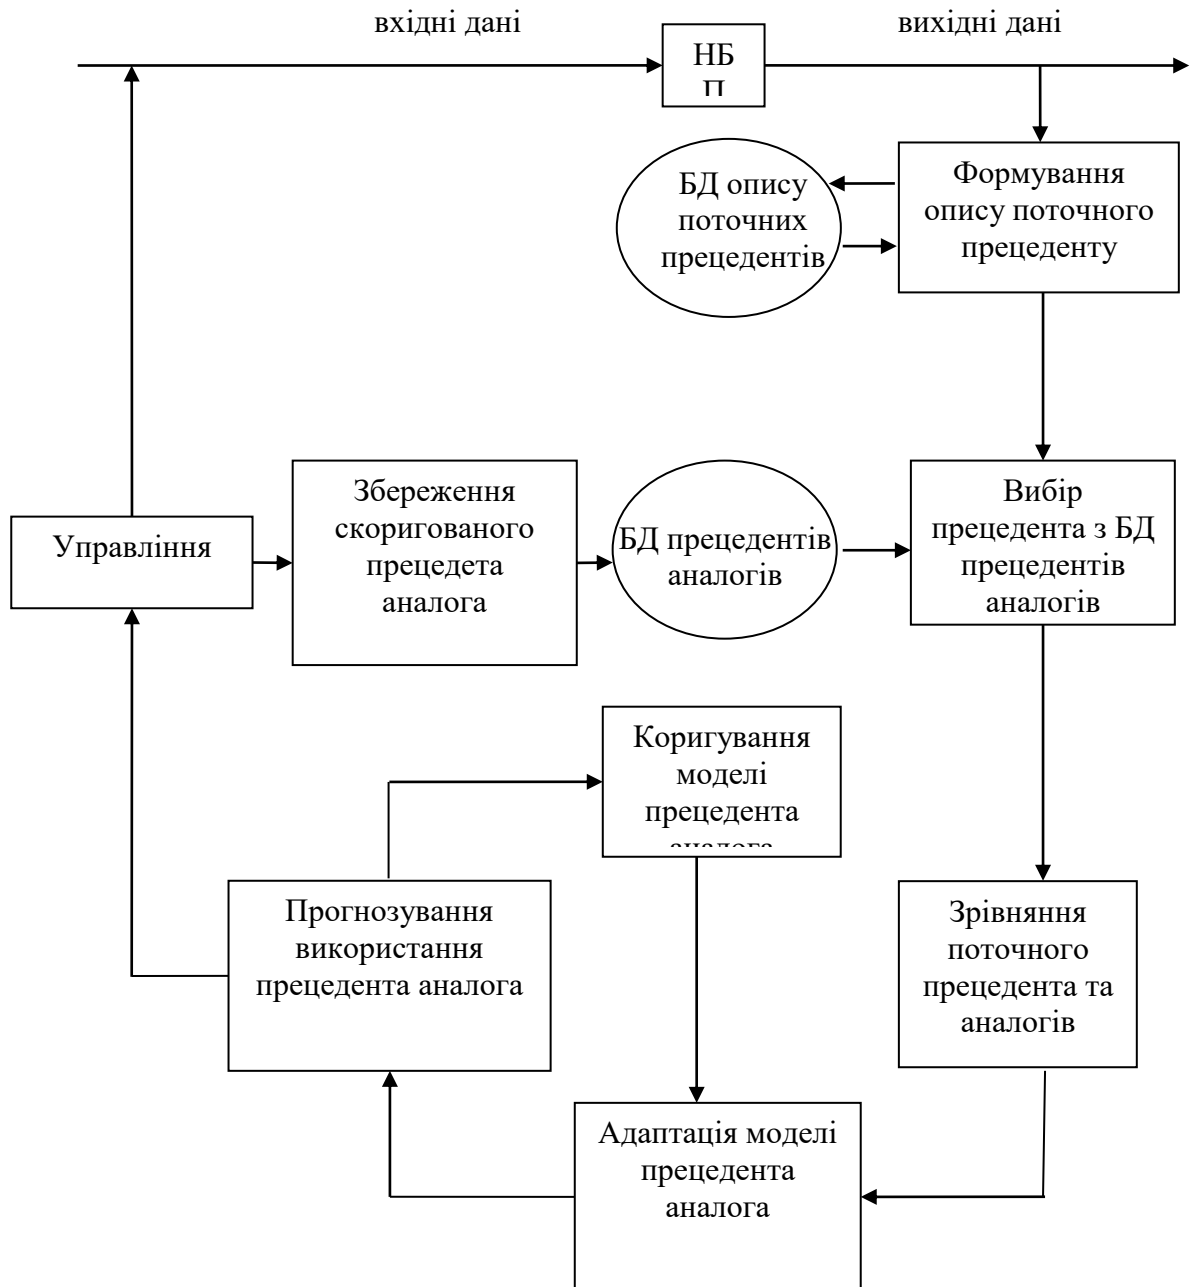 вхідні дані
вихідні дані
НБ
П
БД опису
поточних
прецедентів
Формування
опису поточного
прецеденту
Управління
Збереження
скоригованого
прецедета
аналога
БД прецедентів
аналогів
Вибір
прецедента з БД
прецедентів
аналогів
Коригування
моделі
прецедента
аналога
Прогнозування
використання
прецедента аналога
Зрівняння
поточного
прецедента та
аналогів
Адаптація моделі
прецедента
аналога